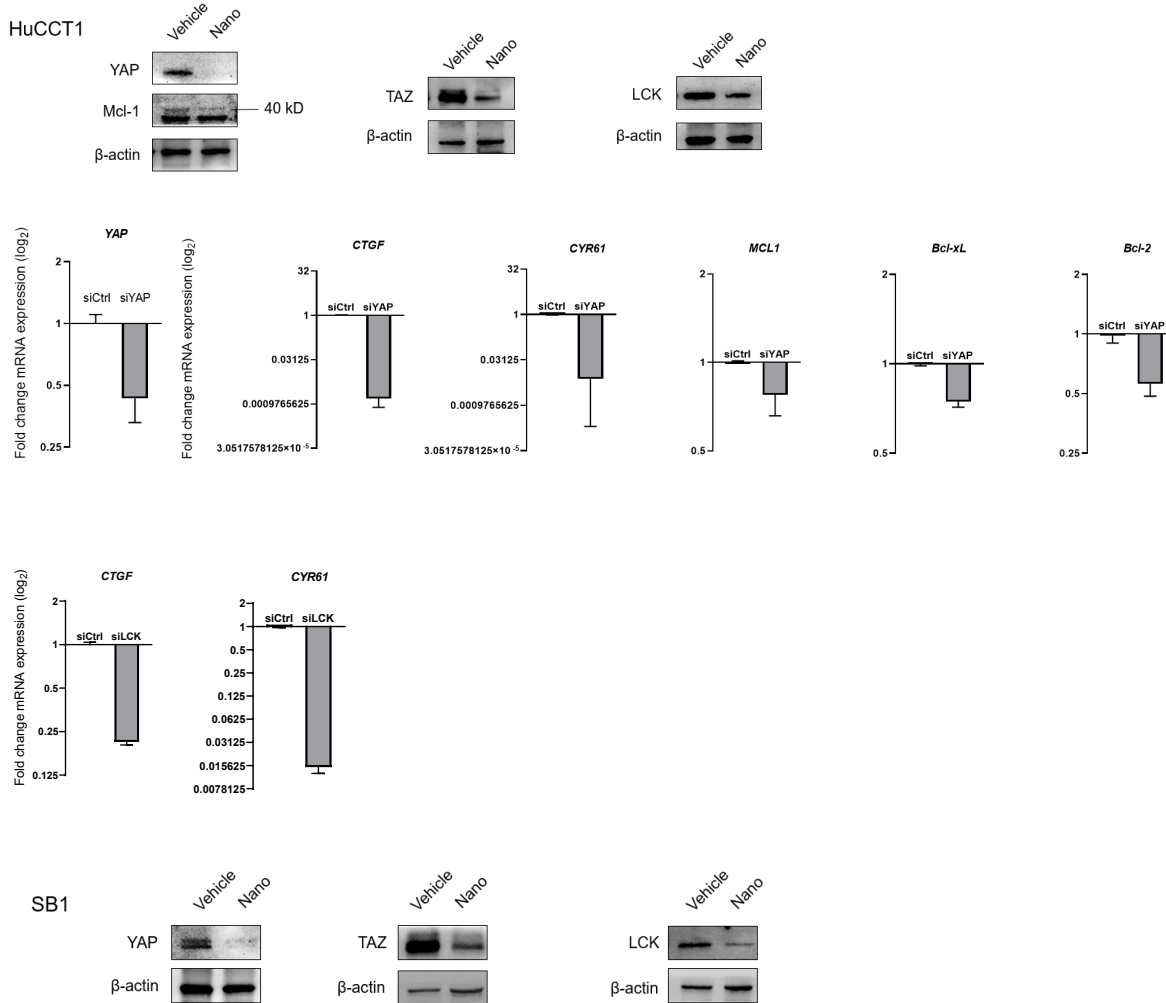 HuCCT1
Vehicle Nano
YAP
Mcl-1
40 kD
β-actin
Vehicle Nano
TAZ
β-actin
Vehicle Nano
LCK
β-actin
Fold change mRNA expression (log2)
YAP
2
siCtrl siYAP
1
0.5
0.25
Fold change mRNA expression (log2)
CTGF
32
siCtrl siYAP
1
0.03125
0.0009765625
3.0517578125×10⁻⁵
CYR61
32
siCtrl siYAP
1
0.03125
0.0009765625
3.0517578125×10⁻⁵
MCL1
2
siCtrl siYAP
1
0.5
Bcl-xL
2
siCtrl siYAP
1
0.5
Bcl-2
2
siCtrl siYAP
1
0.5
0.25
Fold change mRNA expression (log2)
CTGF
2
siCtrl siLCK
1
0.5
0.25
0.125
CYR61
2
siCtrl siLCK
1
0.5
0.25
0.125
0.0625
0.03125
0.015625
0.0078125
SB1
Vehicle Nano
YAP
β-actin
Vehicle Nano
TAZ
β-actin
Vehicle Nano
LCK
β-actin